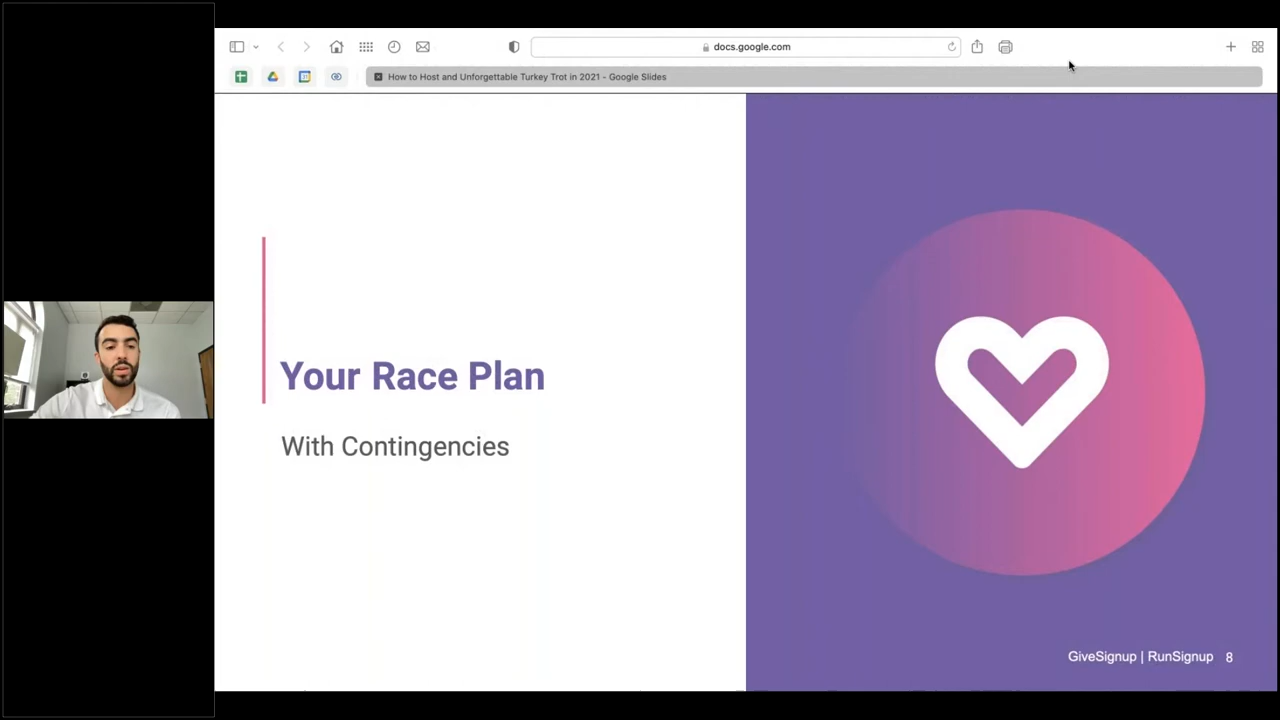 docs.google.com
How to Host and Unforgettable Turkey Trot in 2021 - Google Slides
Your Race Plan
With Contingencies
GiveSignup | RunSignup 8